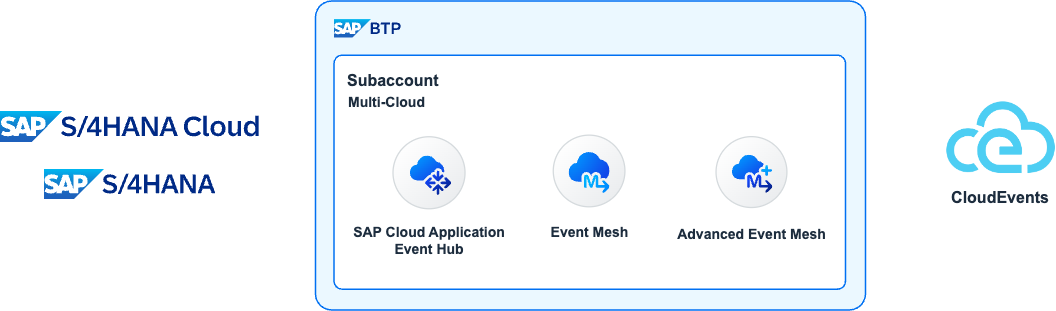 SAP BTP
Subaccount
Multi-Cloud
SAP S/4HANA Cloud
SAP S/4HANA
M
M
SAP Cloud Application
Event Hub
Event Mesh
Advanced Event Mesh
CloudEvents